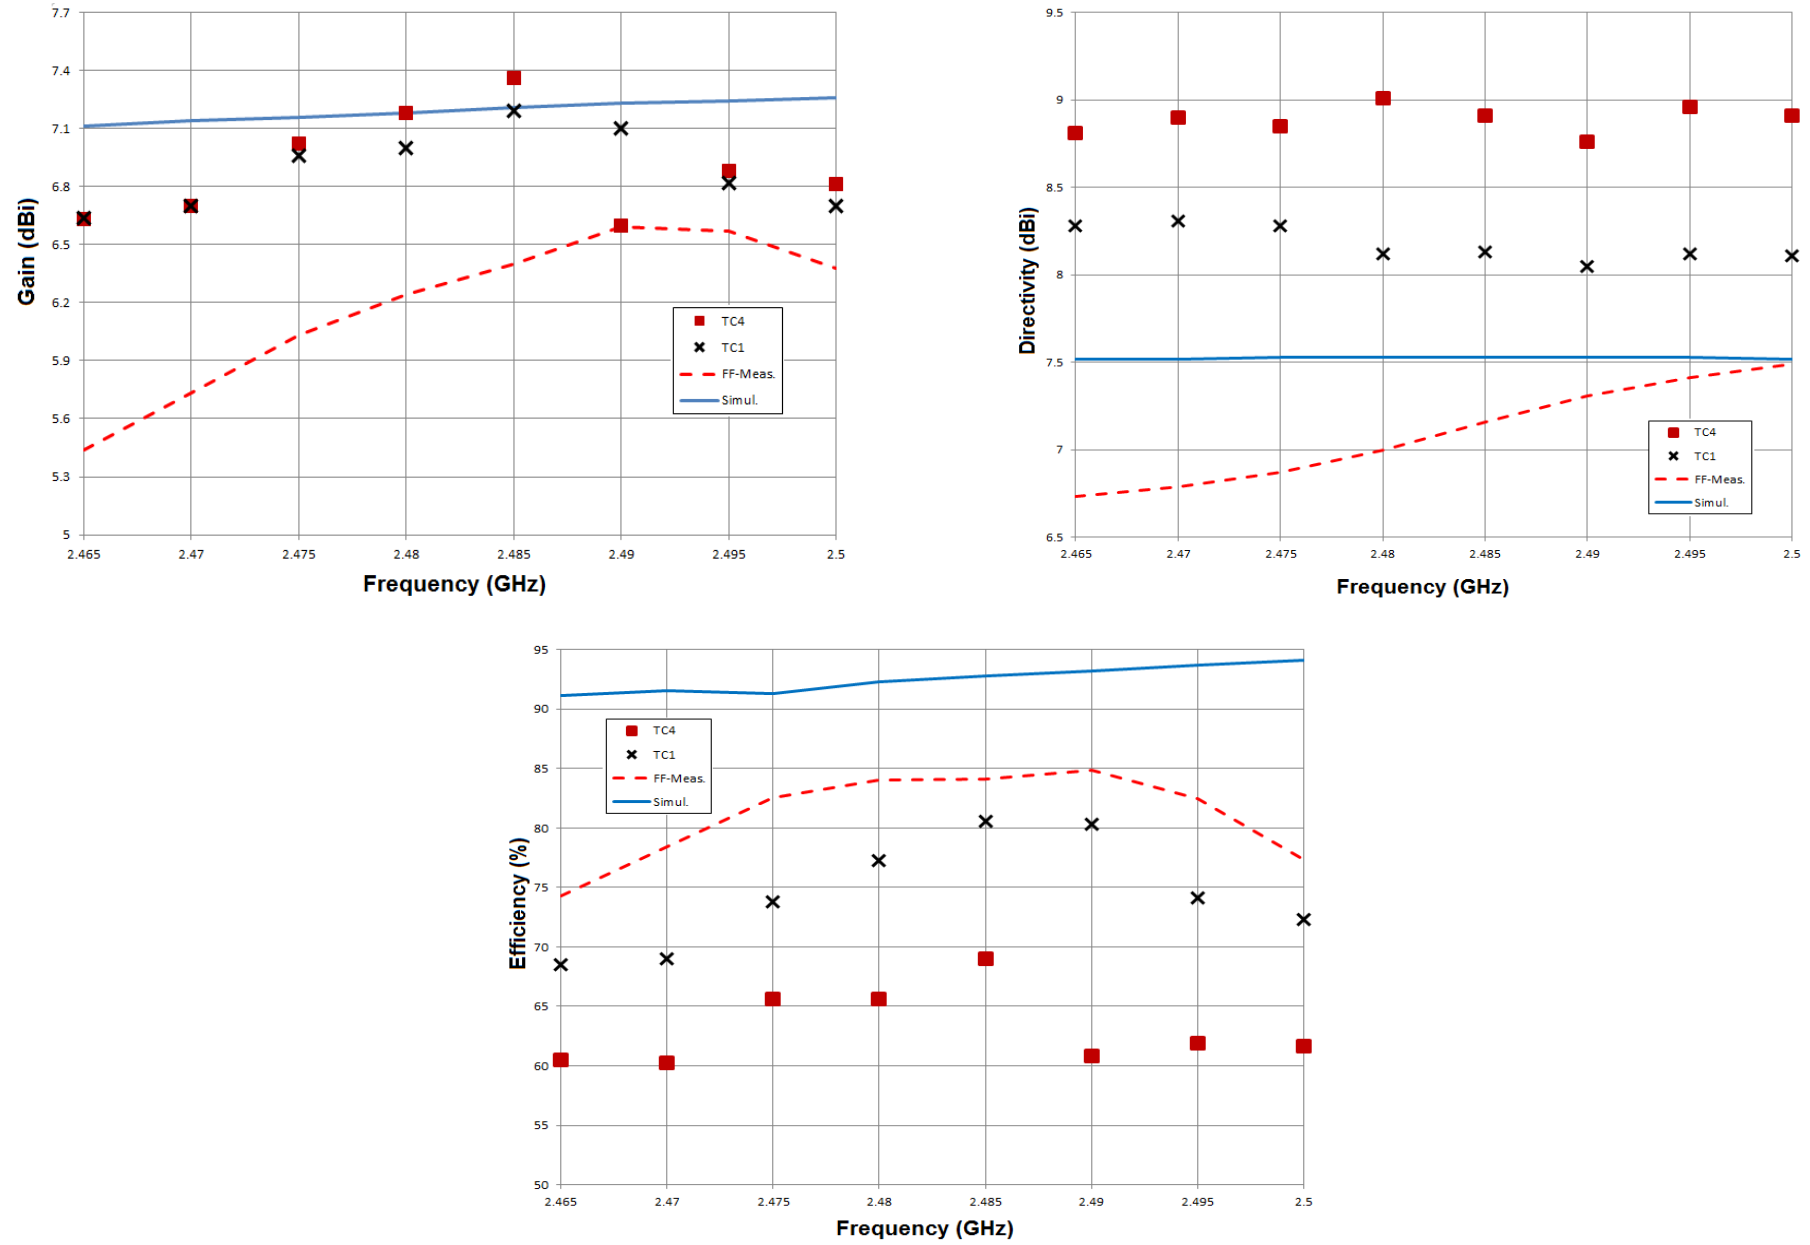 7.7
7.4
7.1
6.8
6.5
6.2
5.9
5.6
5.3
5
Gain (dBi)
TC4
TC1
FF-Meas.
Simul.
2.465 2.47 2.475 2.48 2.485 2.49 2.495 2.5
Frequency (GHz)
9.5
9
8.5
8
7.5
7
6.5
Directivity (dBi)
TC4
TC1
FF-Meas.
Simul.
2.465 2.47 2.475 2.48 2.485 2.49 2.495 2.5
Frequency (GHz)
95
90
85
80
75
70
65
60
55
50
Efficiency (%)
TC4
TC1
FF-Meas.
Simul.
2.465 2.47 2.475 2.48 2.485 2.49 2.495 2.5
Frequency (GHz)